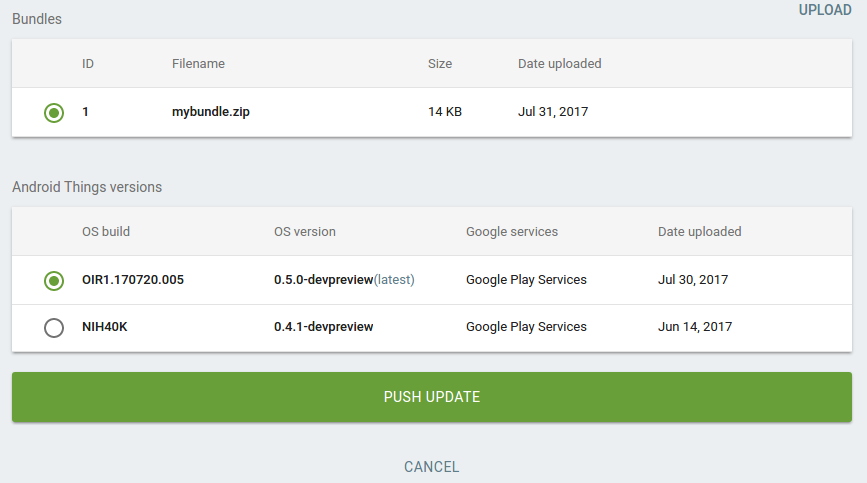 UPLOAD
Bundles
ID Filename Size Date uploaded
1 mybundle.zip 14 KB Jul 31, 2017
Android Things versions
OS build OS version Google services Date uploaded
OIR1.170720.005 0.5.0-devpreview(latest) Google Play Services Jul 30, 2017
NIH40K 0.4.1-devpreview Google Play Services Jun 14, 2017
PUSH UPDATE
CANCEL